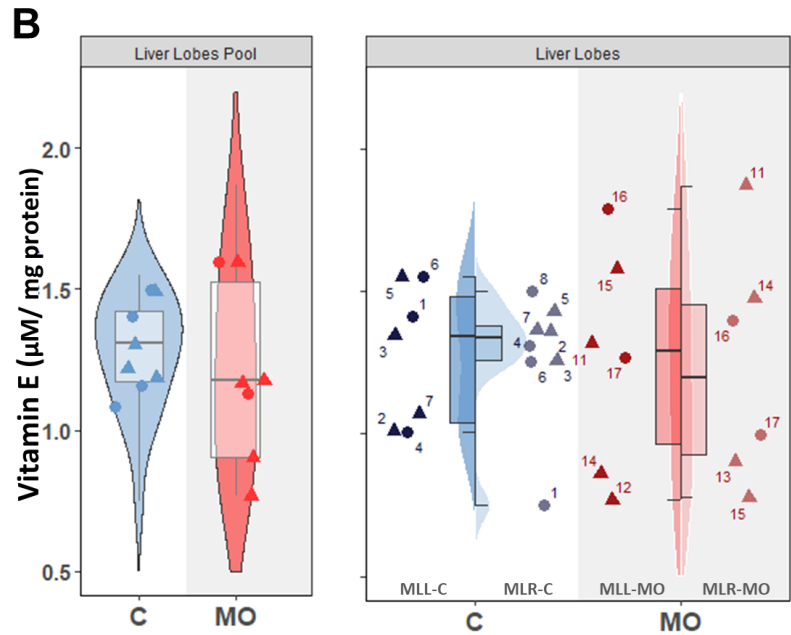 B
Liver Lobes Pool
Liver Lobes
Vitamin E (µM/ mg protein)
2.0
1.5
1.0
0.5
6
5
1
3
7
2
4
8
5
7
4
2
6
3
1
16
15
11
17
14
12
11
14
16
17
13
15
MLL-C
MLR-C
MLL-MO
MLR-MO
C
MO
C
MO